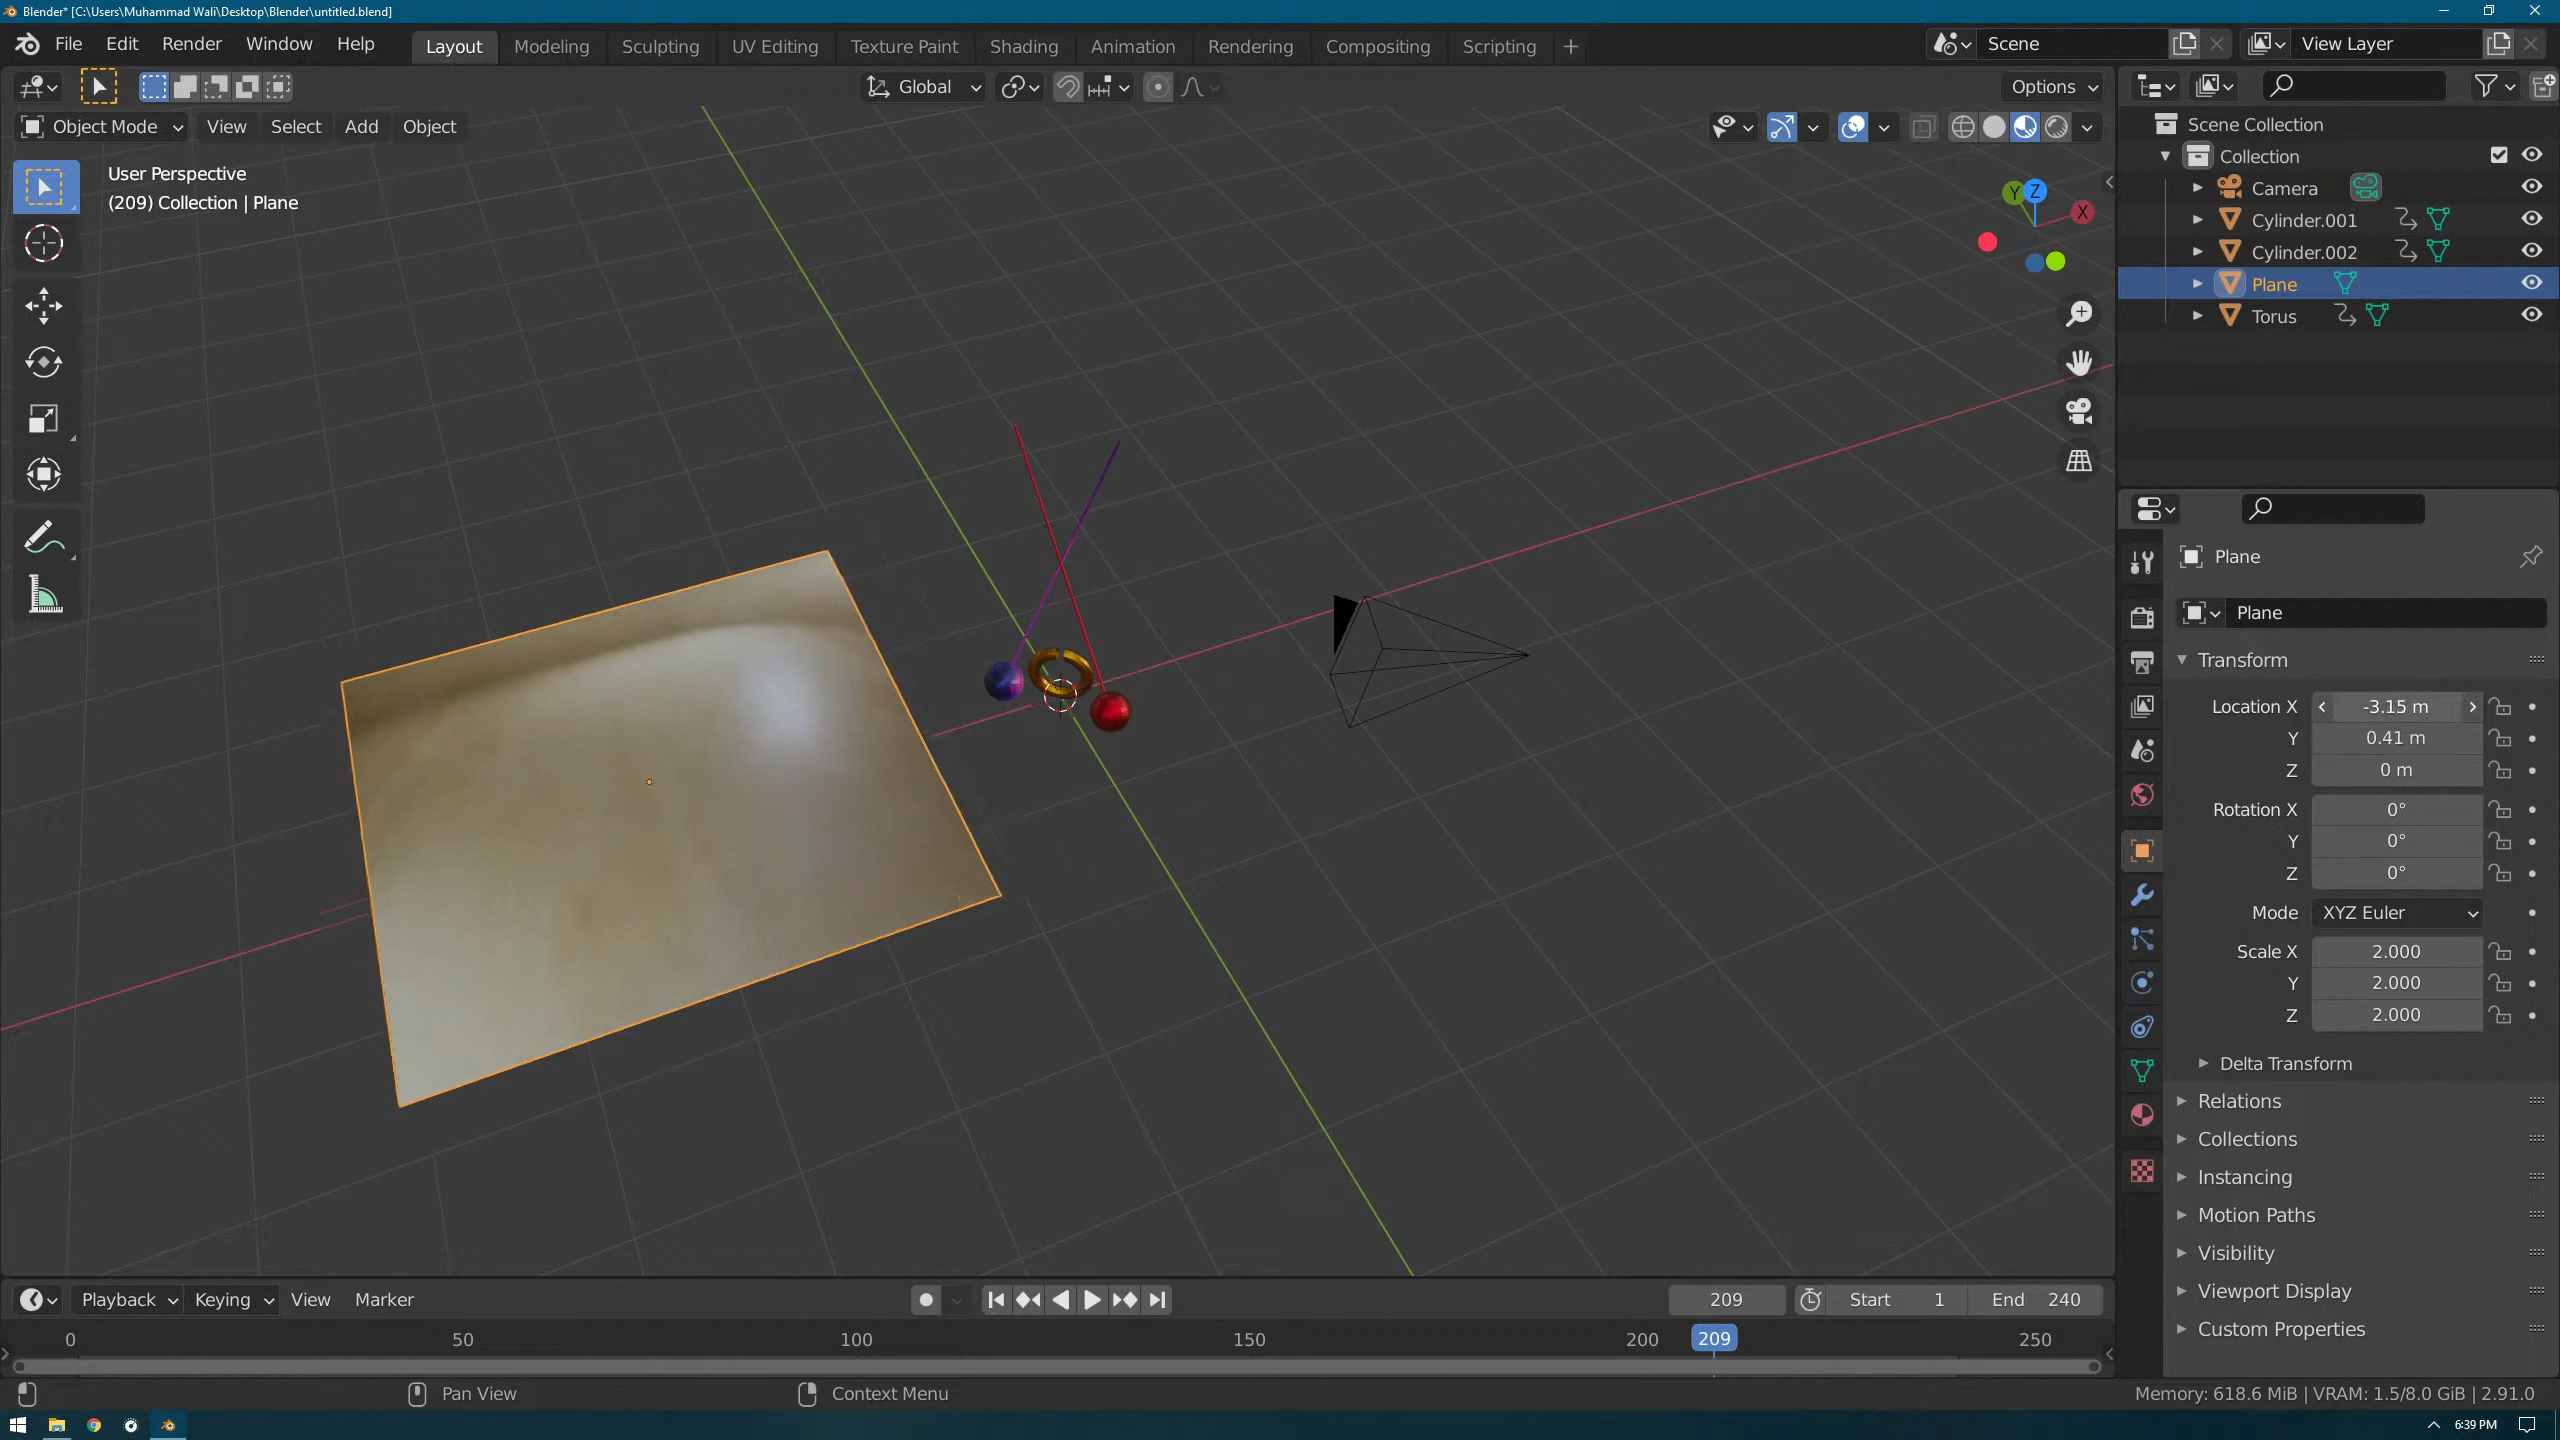 Blender* [C:\Users\Muhammad Wali\Desktop\Blender\untitled.blend]
File Edit Render Window Help Layout Modeling Sculpting UV Editing Texture Paint Shading Animation Rendering Compositing Scripting + Scene View Layer
Global Options
Object Mode View Select Add Object
User Perspective
(209) Collection | Plane
Y Z X
Scene Collection
Collection
Camera
Cylinder.001
Cylinder.002
Plane
Torus
Plane
Plane
Transform
Location X -3.15 m
Y 0.41 m
Z 0 m
Rotation X 0°
Y 0°
Z 0°
Mode XYZ Euler
Scale X 2.000
Y 2.000
Z 2.000
Delta Transform
Relations
Collections
Instancing
Motion Paths
Visibility
Viewport Display
Custom Properties
Playback Keying View Marker 209 Start 1 End 240
0 50 100 150 200 209 250
Pan View Context Menu Memory: 618.6 MiB | VRAM: 1.5/8.0 GiB | 2.91.0
6:39 PM